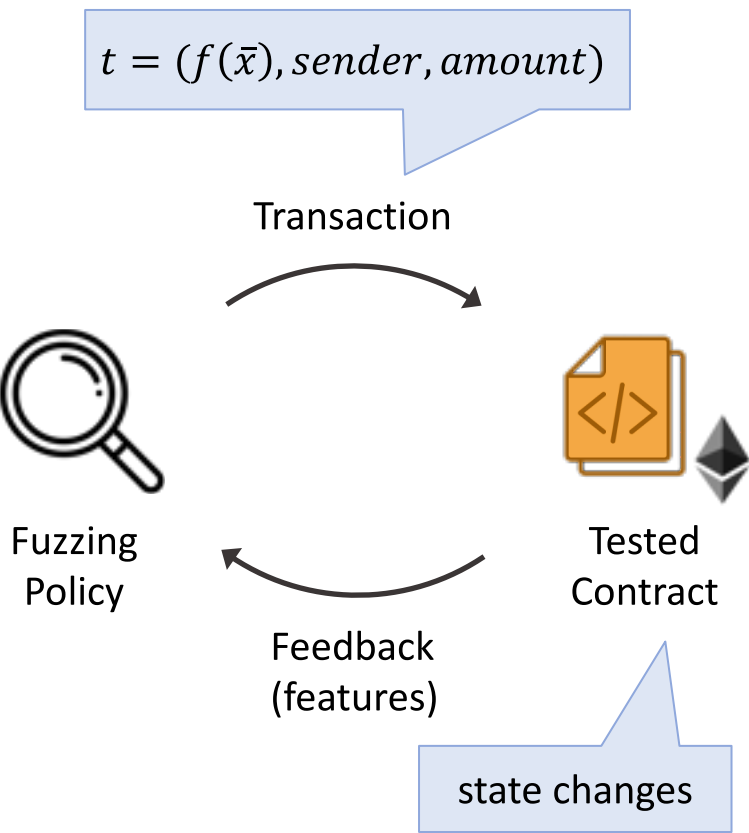 t = (f(x̄), sender, amount)
Transaction
</>
Fuzzing
Policy
Tested
Contract
Feedback
(features)
state changes